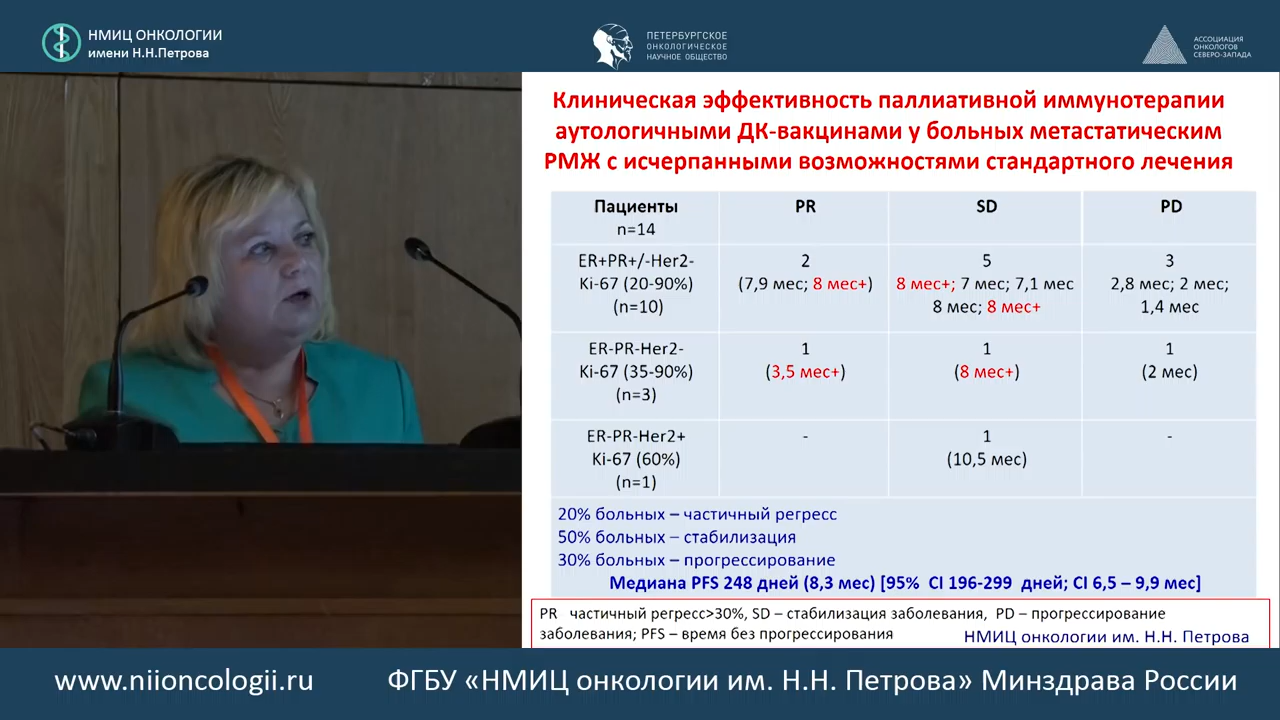 НМИЦ ОНКОЛОГИИ
имени Н.Н.Петрова
ПЕТЕРБУРГСКОЕ
ОНКОЛОГИЧЕСКОЕ
НАУЧНОЕ ОБЩЕСТВО
АССОЦИАЦИЯ
ОНКОЛОГОВ
СЕВЕРО-ЗАПАДА
Клиническая эффективность паллиативной иммунотерапии
аутологичными ДК-вакцинами у больных метастатическим
РМЖ с исчерпанными возможностями стандартного лечения
Пациенты
n=14
PR
SD
PD
ER+PR+/-Her2-
Ki-67 (20-90%)
(n=10)
2
(7,9 мес; 8 мес+)
5
8 мес+; 7 мес; 7,1 мес
8 мес; 8 мес+
3
2,8 мес; 2 мес;
1,4 мес
ER-PR-Her2-
Ki-67 (35-90%)
(n=3)
1
(3,5 мес+)
1
(8 мес+)
1
(2 мес)
ER-PR-Her2+
Ki-67 (60%)
(n=1)
-
1
(10,5 мес)
-
20% больных – частичный регресс
50% больных – стабилизация
30% больных – прогрессирование
Медиана PFS 248 дней (8,3 мес) [95% CI 196-299 дней; CI 6,5 – 9,9 мес]
PR частичный регресс>30%, SD – стабилизация заболевания, PD – прогрессирование
заболевания; PFS – время без прогрессирования
НМИЦ онкологии им. Н.Н. Петрова
www.niioncologii.ru
ФГБУ «НМИЦ онкологии им. Н.Н. Петрова» Минздрава России